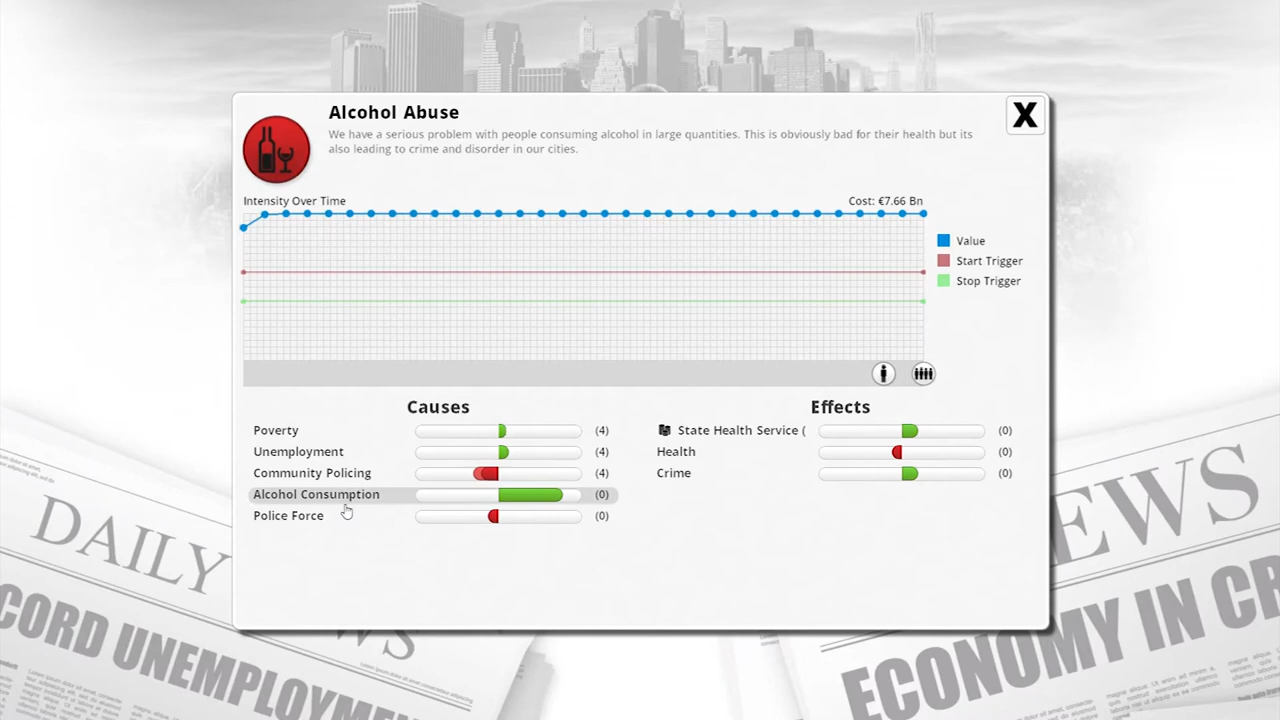 Alcohol Abuse
X
We have a serious problem with people consuming alcohol in large quantities. This is obviously bad for their health but its
also leading to crime and disorder in our cities.
Intensity Over Time
Cost: €7.66 Bn
Value
Start Trigger
Stop Trigger
Causes
Poverty (4)
Unemployment (4)
Community Policing (4)
Alcohol Consumption (0)
Police Force (0)
Effects
State Health Service ( (0)
Health (0)
Crime (0)
DAILY
NEWS
CORD UNEMPLOYMENT
EWS
ECONOMY IN CR